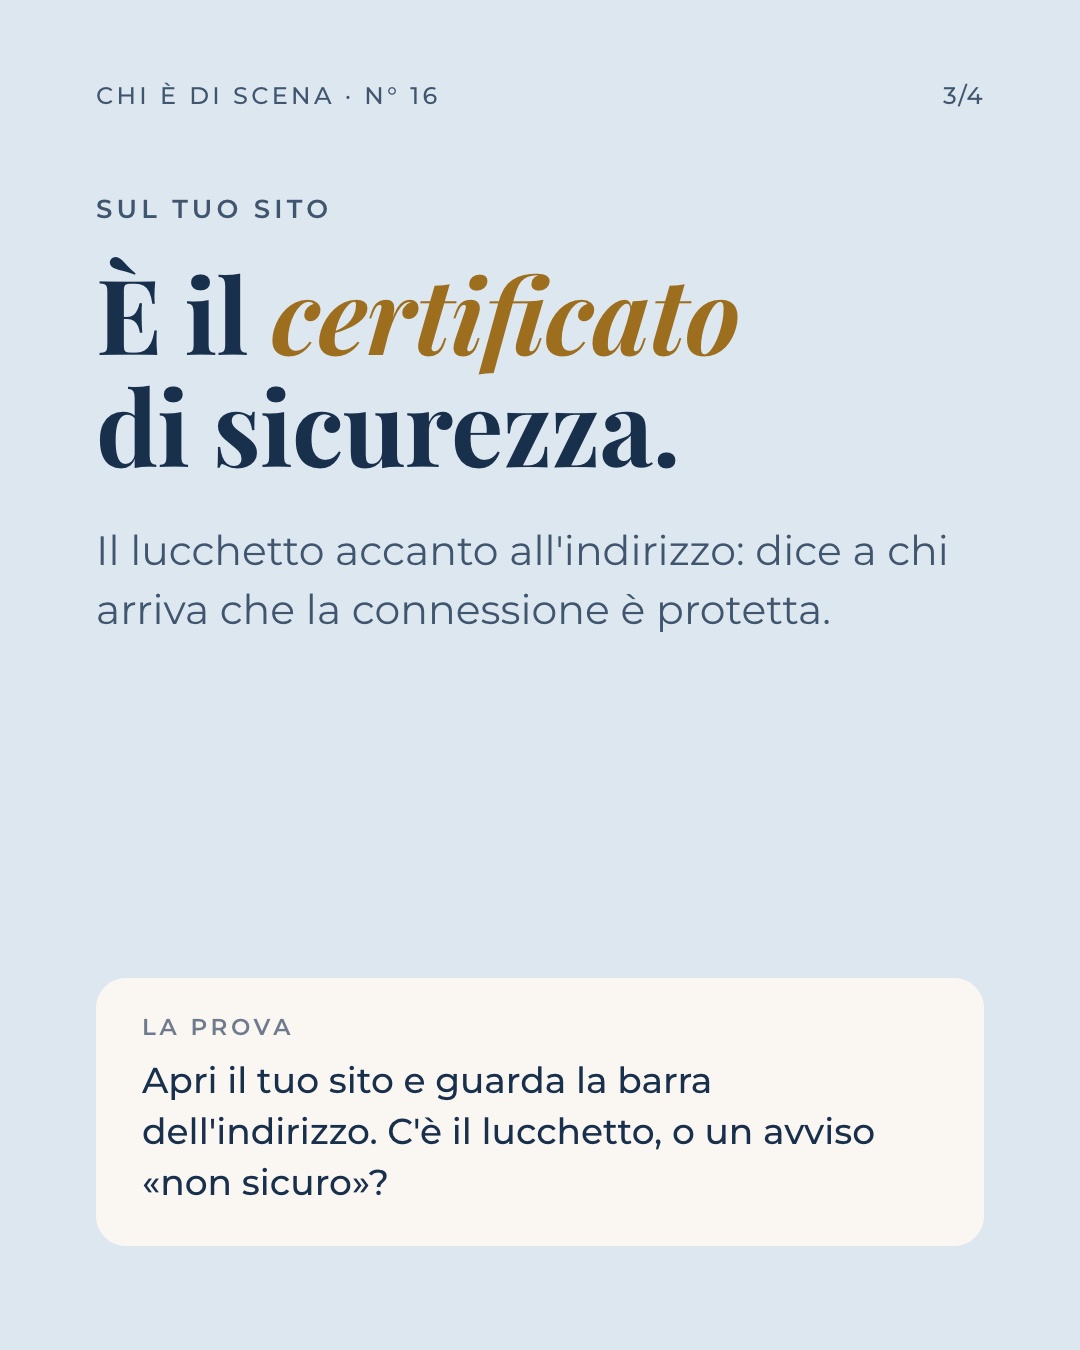 CHI È DI SCENA · N° 16
3/4
SUL TUO SITO
È il certificato
di sicurezza.
Il lucchetto accanto all'indirizzo: dice a chi
arriva che la connessione è protetta.
LA PROVA
Apri il tuo sito e guarda la barra
dell'indirizzo. C'è il lucchetto, o un avviso
«non sicuro»?